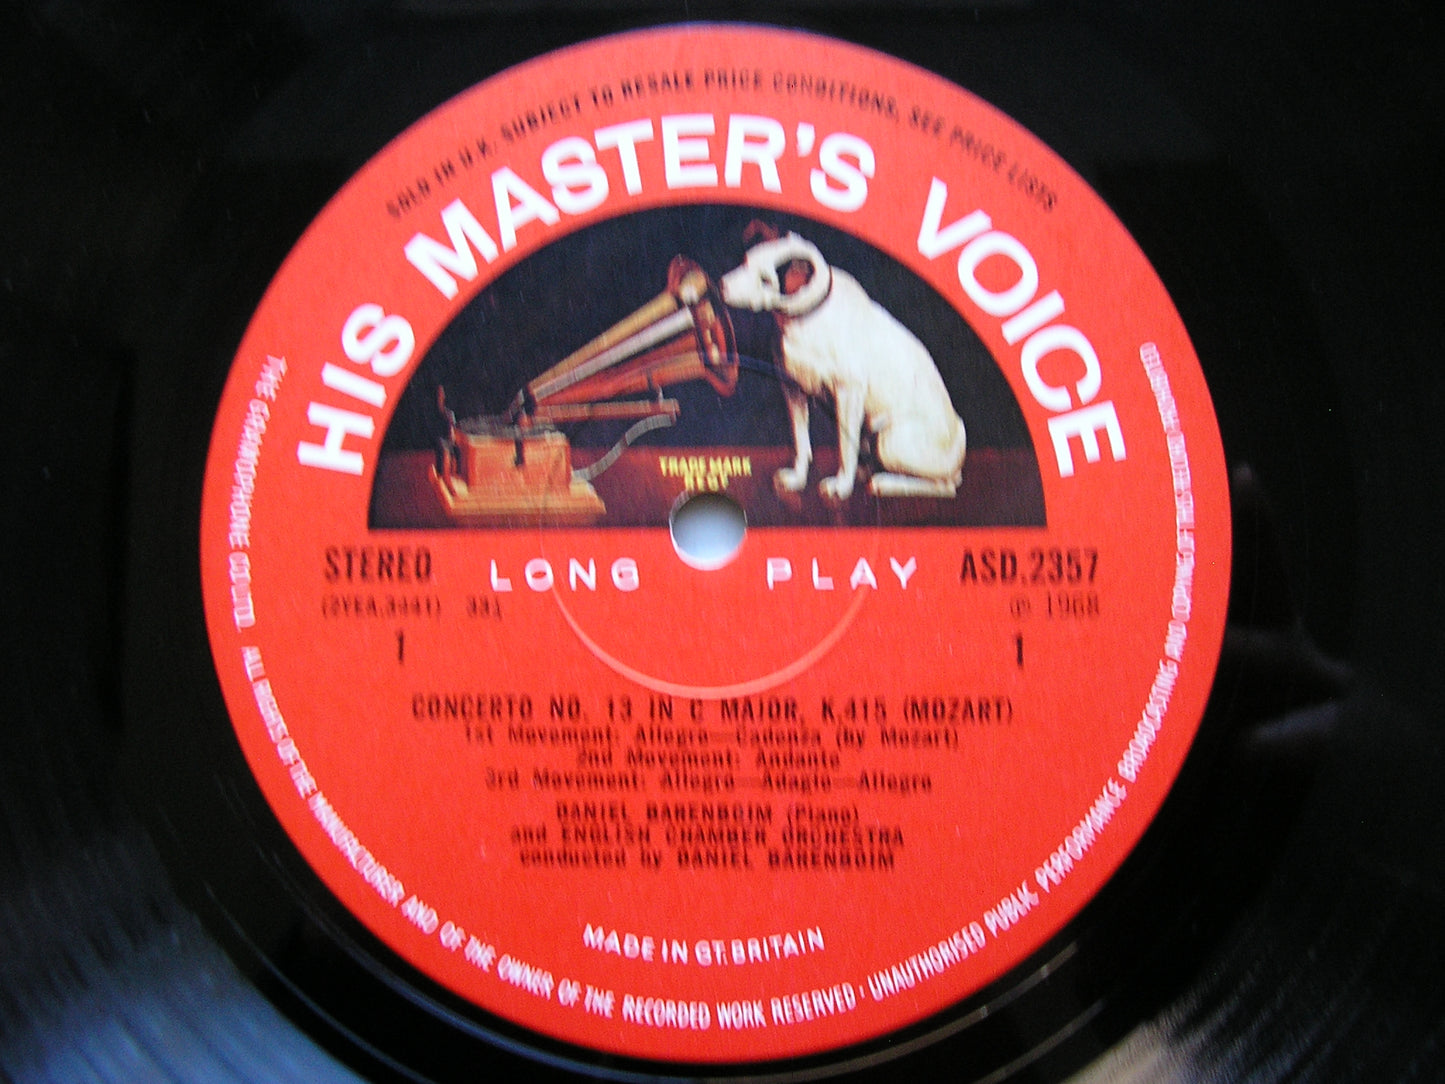 SOLD IN U.K. SUBJECT TO RESALE PRICE CONDITIONS, SEE PRICE LISTS
HIS MASTER'S VOICE
TRADE MARK
REGD
STEREO LONG PLAY ASD.2357
(2YEA.3441) 33⅓ ℗ 1968
1 1
CONCERTO NO. 13 IN C MAJOR, K.415 (MOZART)
1st Movement: Allegro—Cadenza (by Mozart)
2nd Movement: Andante
3rd Movement: Allegro—Adagio—Allegro
DANIEL BARENBOIM (Piano)
and ENGLISH CHAMBER ORCHESTRA
conducted by DANIEL BARENBOIM
MADE IN GT. BRITAIN
THE GRAMOPHONE CO. LTD. ALL RIGHTS OF THE MANUFACTURER AND OF THE OWNER OF THE RECORDED WORK RESERVED · UNAUTHORISED PUBLIC PERFORMANCE BROADCASTING AND COPYING OF THIS RECORD PROHIBITED